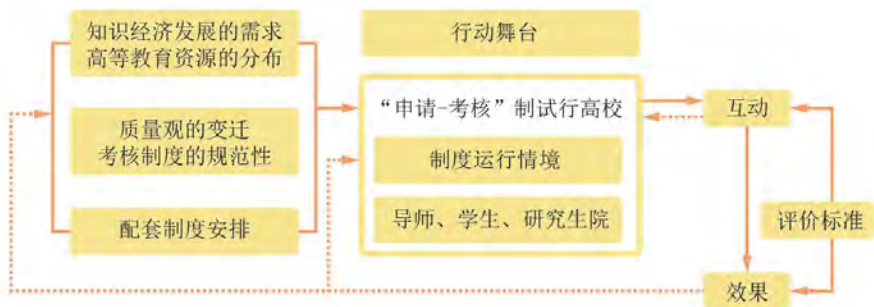 知识经济发展的需求
高等教育资源的分布
质量观的变迁
考核制度的规范性
配套制度安排
行动舞台
“申请-考核”制试行高校
制度运行情境
导师、学生、研究生院
互动
评价标准
效果